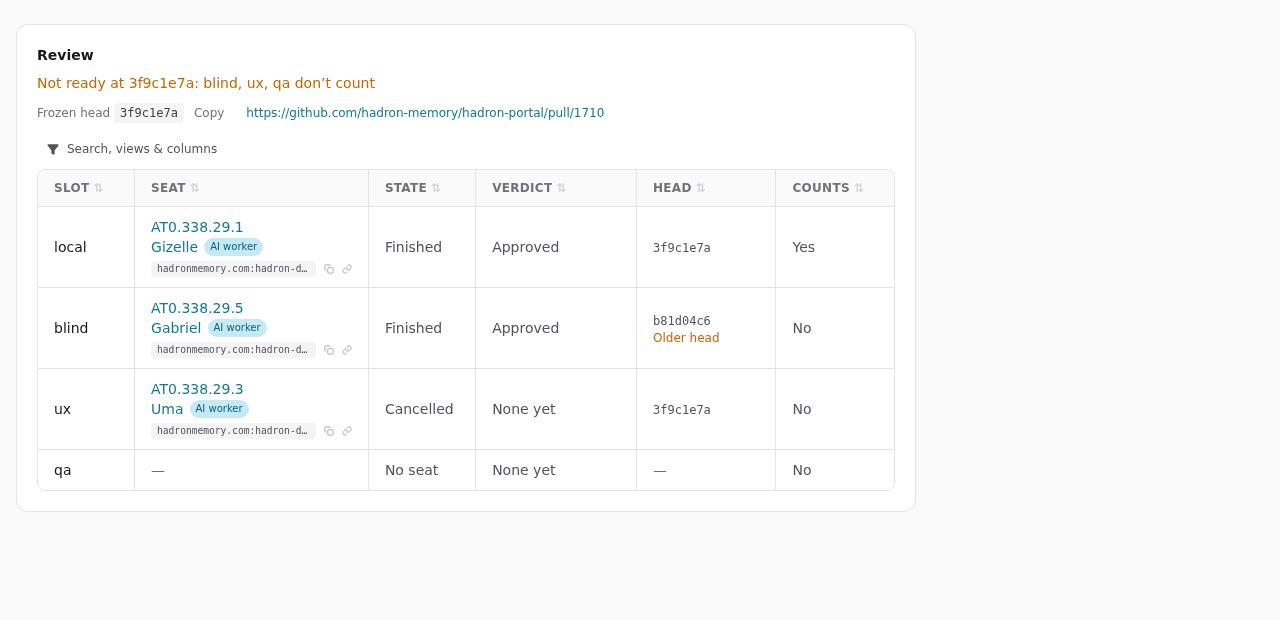 Review
Not ready at 3f9c1e7a: blind, ux, qa don’t count
Frozen head 3f9c1e7a Copy https://github.com/hadron-memory/hadron-portal/pull/1710
Search, views & columns
SLOT SEAT STATE VERDICT HEAD COUNTS
AT0.338.29.1
local Gizelle AI worker Finished Approved 3f9c1e7a Yes
hadronmemory.com:hadron-d…
AT0.338.29.5
blind Gabriel AI worker Finished Approved b81d04c6 No
Older head
hadronmemory.com:hadron-d…
AT0.338.29.3
ux Uma AI worker Cancelled None yet 3f9c1e7a No
hadronmemory.com:hadron-d…
qa — No seat None yet — No